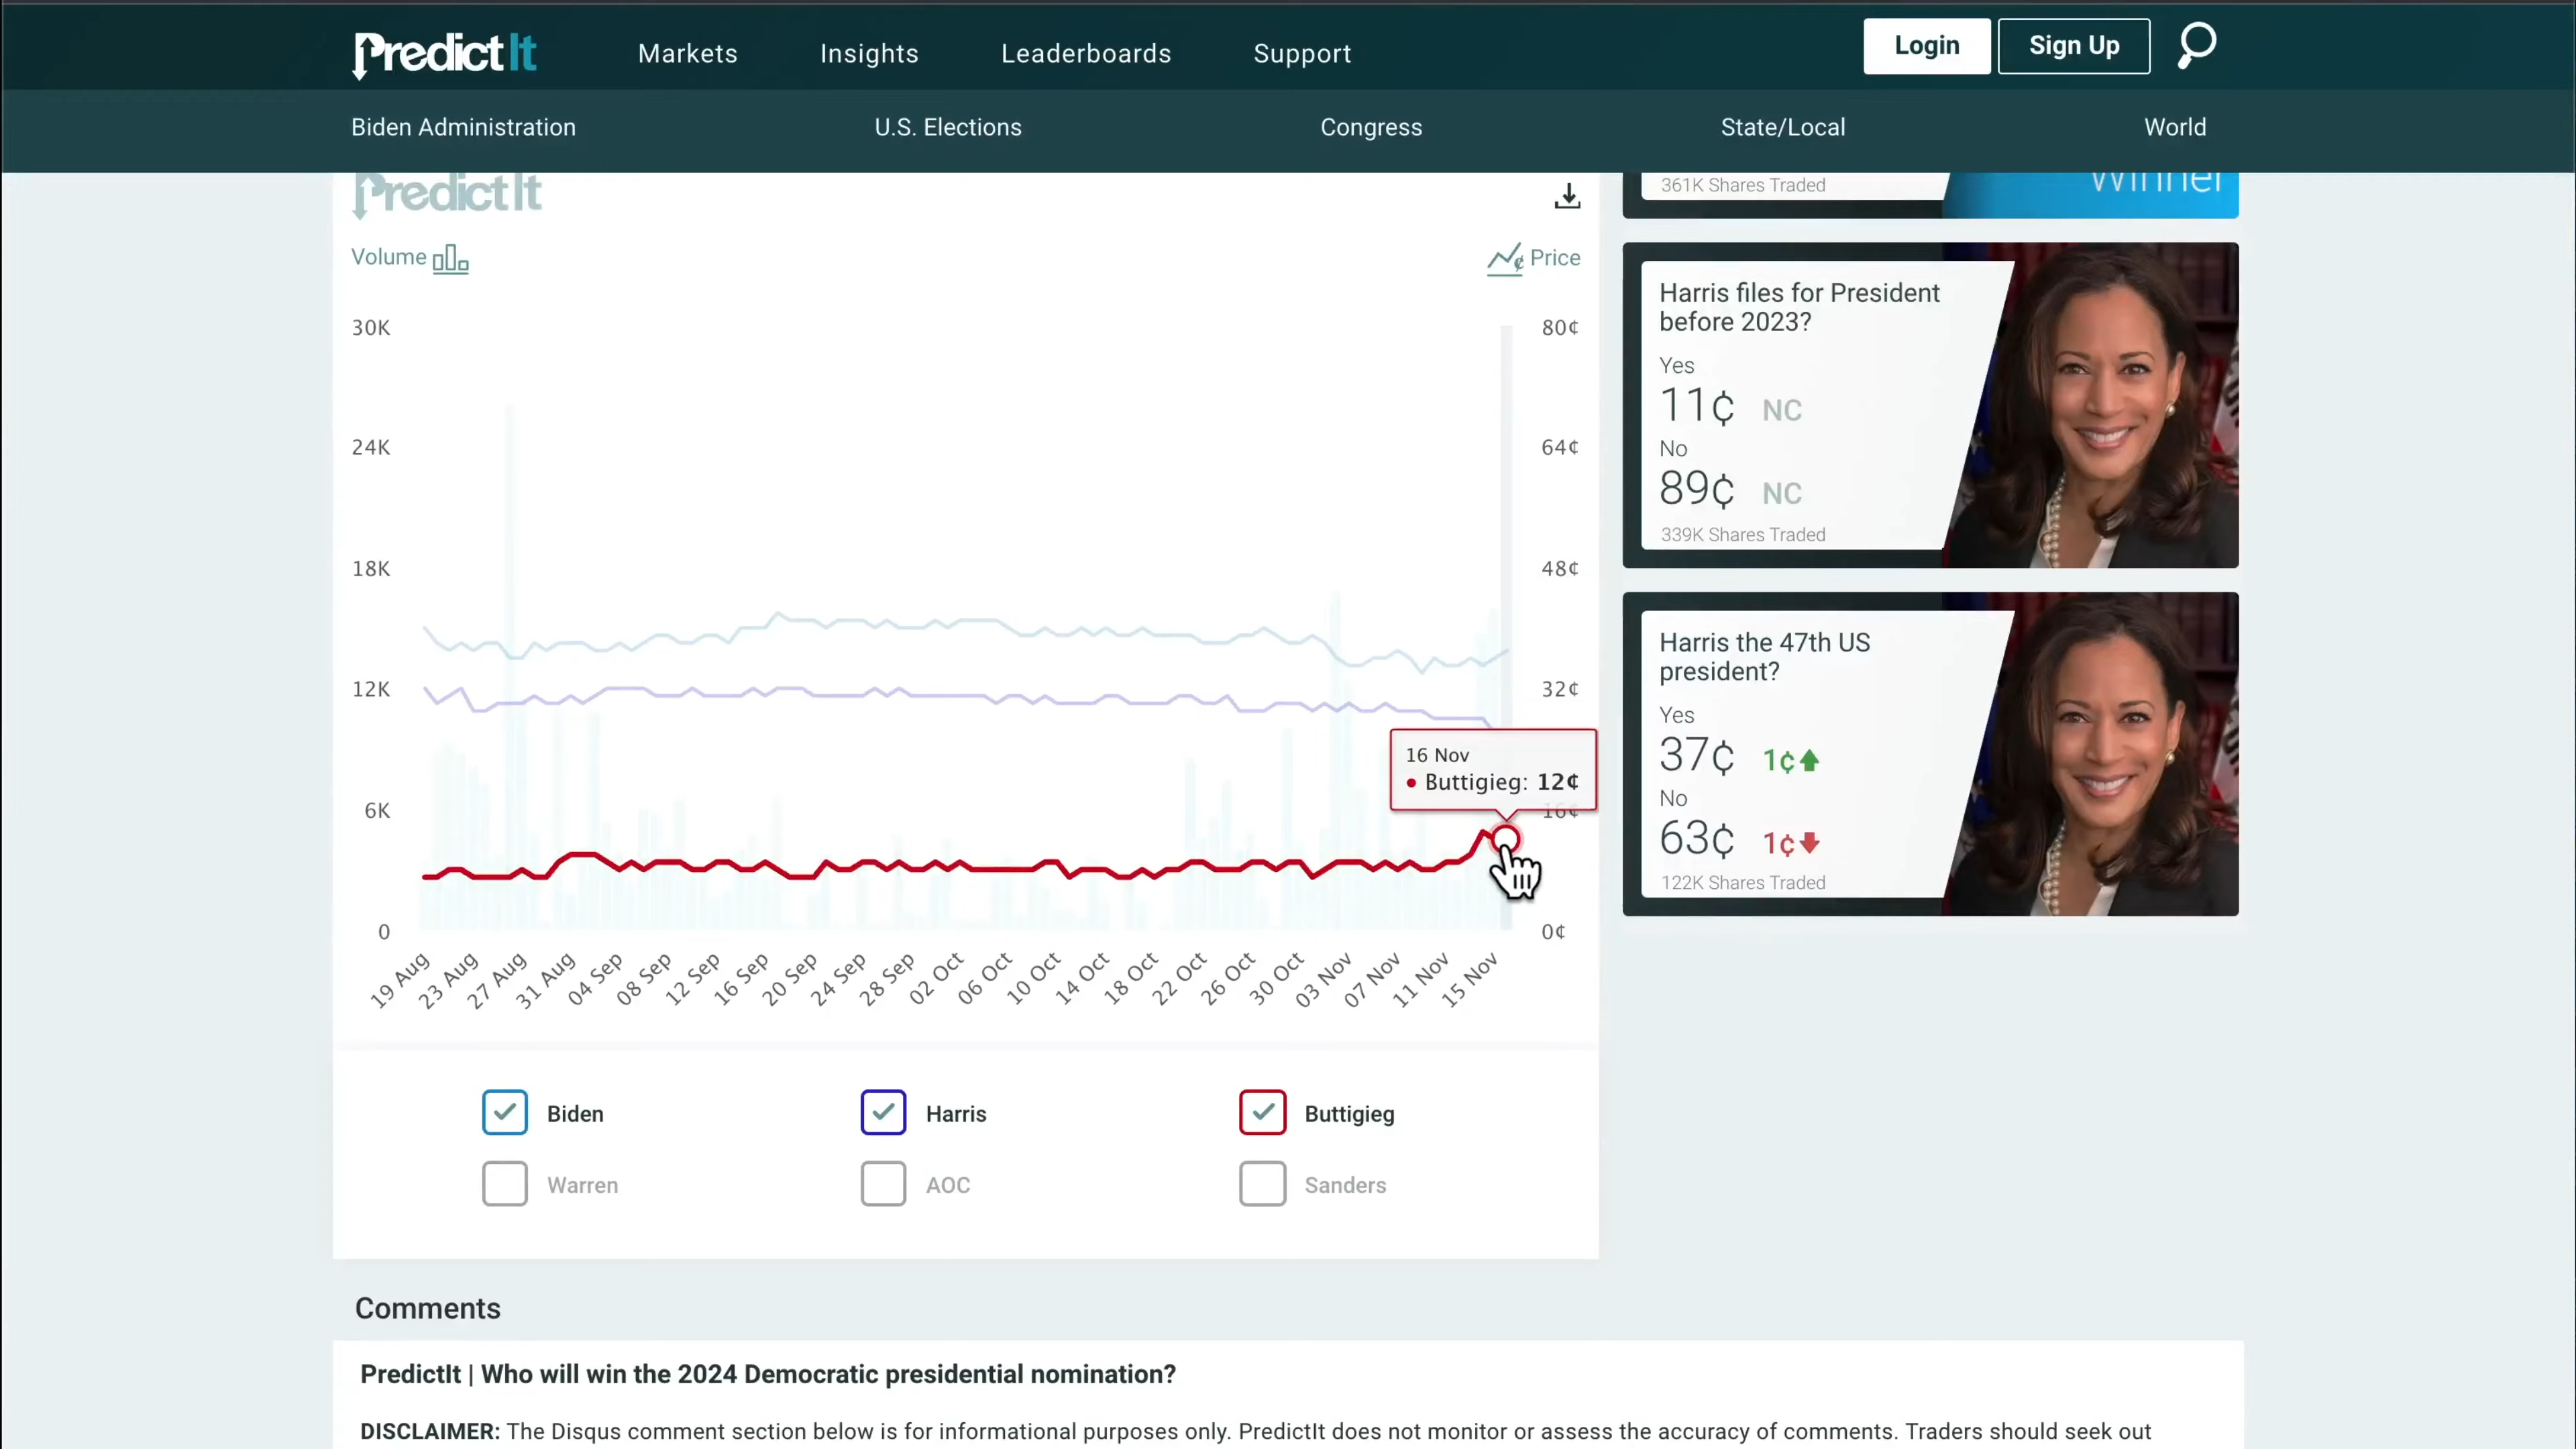 PredictIt
Markets
Insights
Leaderboards
Support
Login
Sign Up
Biden Administration
U.S. Elections
Congress
State/Local
World
PredictIt
Volume
Price
30K
24K
18K
12K
6K
0
80¢
64¢
48¢
32¢
16¢
0¢
16 Nov
• Buttigieg: 12¢
19 Aug
23 Aug
27 Aug
31 Aug
04 Sep
08 Sep
12 Sep
16 Sep
20 Sep
24 Sep
28 Sep
02 Oct
06 Oct
10 Oct
14 Oct
18 Oct
22 Oct
26 Oct
30 Oct
03 Nov
07 Nov
11 Nov
15 Nov
Biden
Harris
Buttigieg
Warren
AOC
Sanders
361K Shares Traded
Winner
Harris files for President
before 2023?
Yes
11¢ NC
No
89¢ NC
339K Shares Traded
Harris the 47th US
president?
Yes
37¢ 1¢
No
63¢ 1¢
122K Shares Traded
Comments
PredictIt | Who will win the 2024 Democratic presidential nomination?
DISCLAIMER: The Disqus comment section below is for informational purposes only. PredictIt does not monitor or assess the accuracy of comments. Traders should seek out